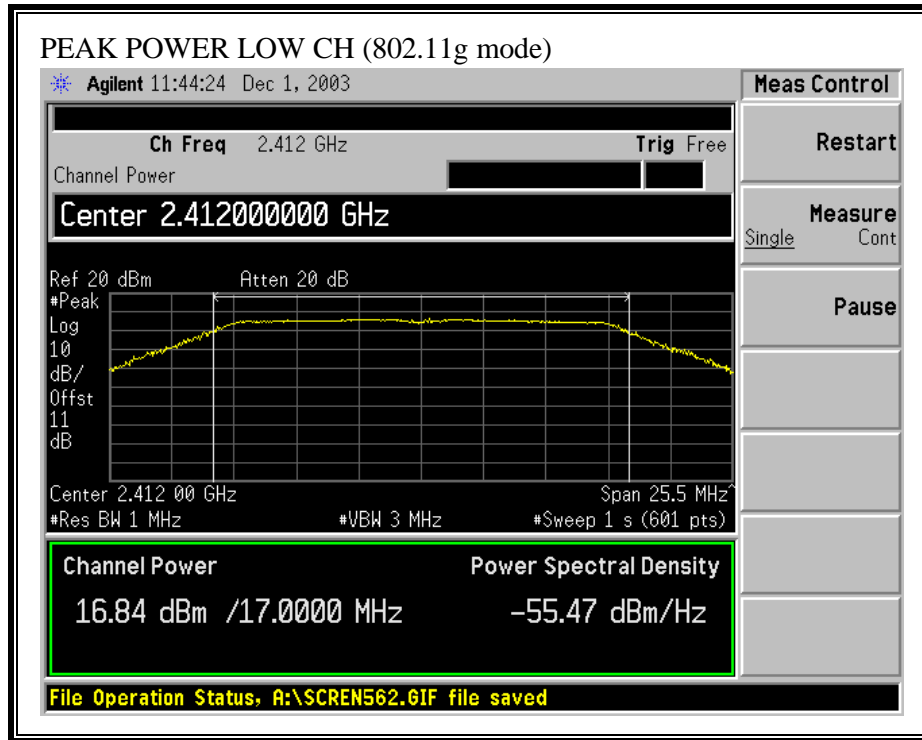 PEAK POWER LOW CH (802.11g mode)
Agilent 11:44:24 Dec 1, 2003
Meas Control
Ch Freq 2.412 GHz Trig Free
Restart
Channel Power
Center 2.412000000 GHz
Measure
Single Cont
Ref 20 dBm Atten 20 dB
Pause
#Peak
Log
10
dB/
Offst
11
dB
Center 2.412 00 GHz Span 25.5 MHz^
#Res BW 1 MHz #VBW 3 MHz #Sweep 1 s (601 pts)
Channel Power Power Spectral Density
16.84 dBm /17.0000 MHz -55.47 dBm/Hz
File Operation Status, A:\SCREN562.GIF file saved